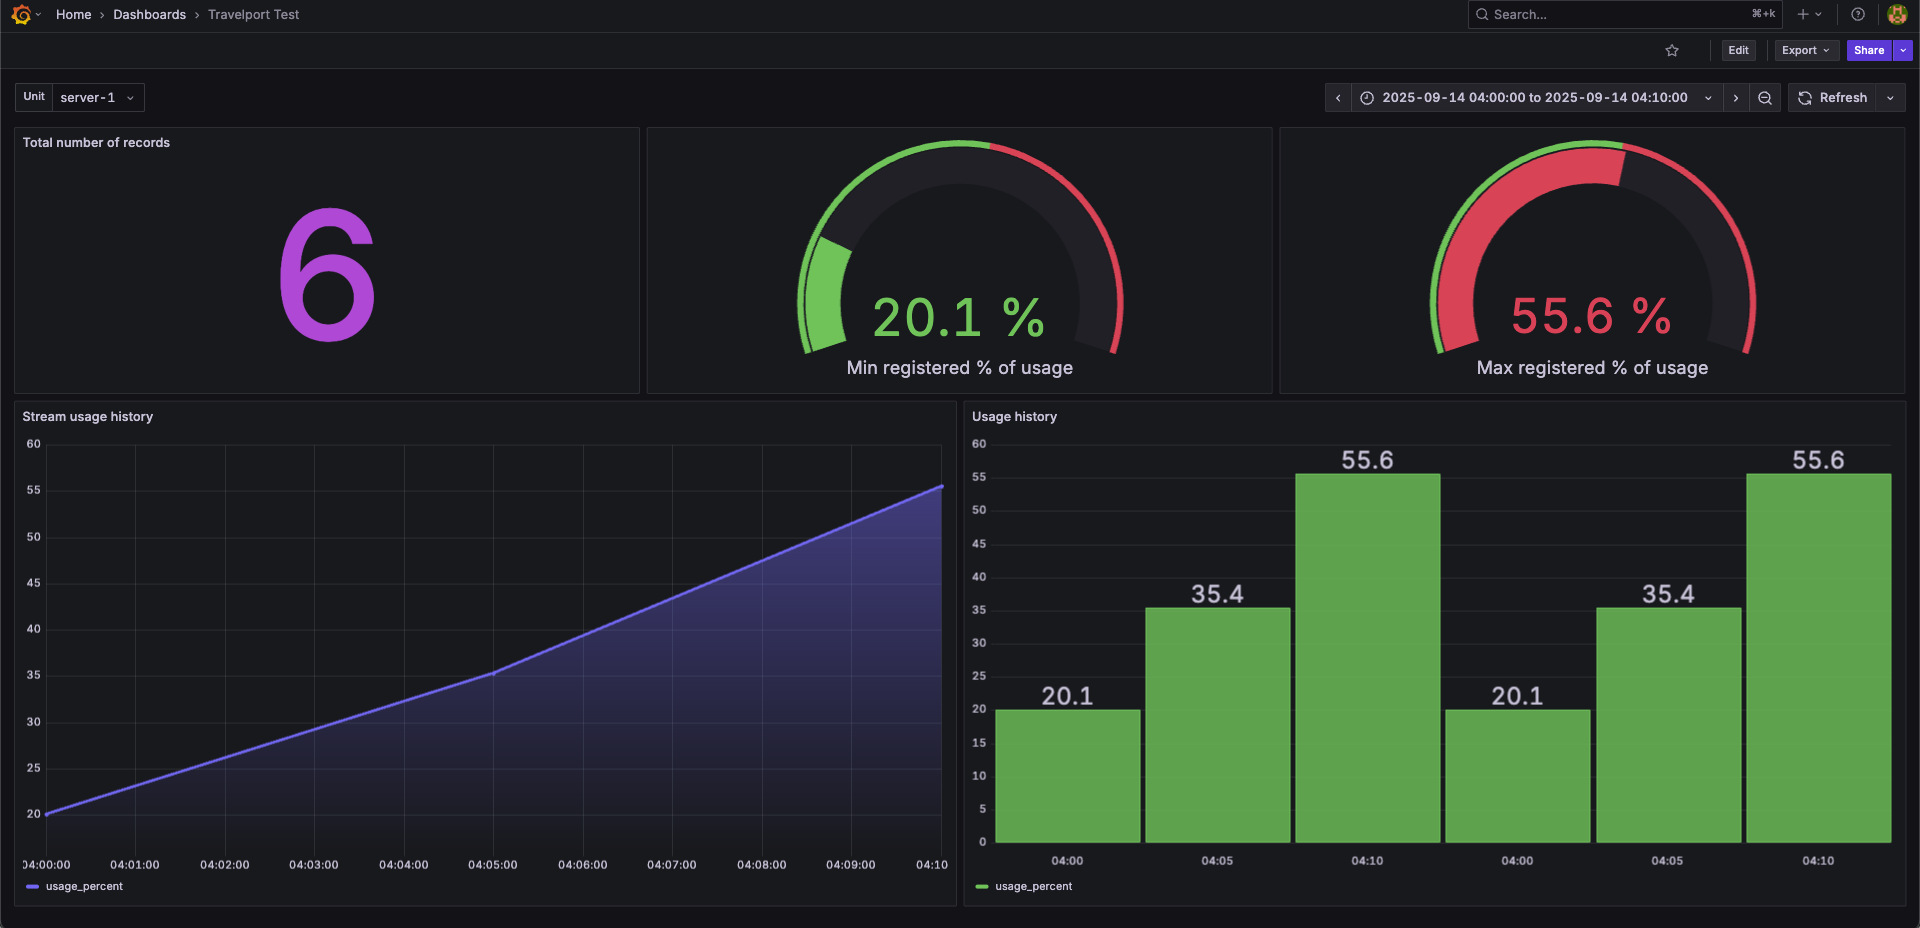 Home › Dashboards › Travelport Test
Search... ⌘+k
Edit Export Share
Unit server-1
2025-09-14 04:00:00 to 2025-09-14 04:10:00 Refresh
Total number of records
6
20.1 %
Min registered % of usage
55.6 %
Max registered % of usage
Stream usage history
60
55
50
45
40
35
30
25
20
04:00:00 04:01:00 04:02:00 04:03:00 04:04:00 04:05:00 04:06:00 04:07:00 04:08:00 04:09:00 04:10
usage_percent
Usage history
60
55
50
45
40
35
30
25
20
15
10
5
0
20.1 35.4 55.6 20.1 35.4 55.6
04:00 04:05 04:10 04:00 04:05 04:10
usage_percent